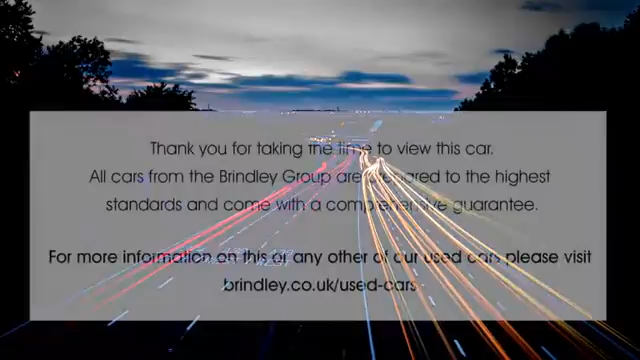 Thank you for taking the time to view this car.
All cars from the Brindley Group are prepared to the highest
standards and come with a comprehensive guarantee.
For more information on this or any other of our used cars please visit
brindley.co.uk/used-cars